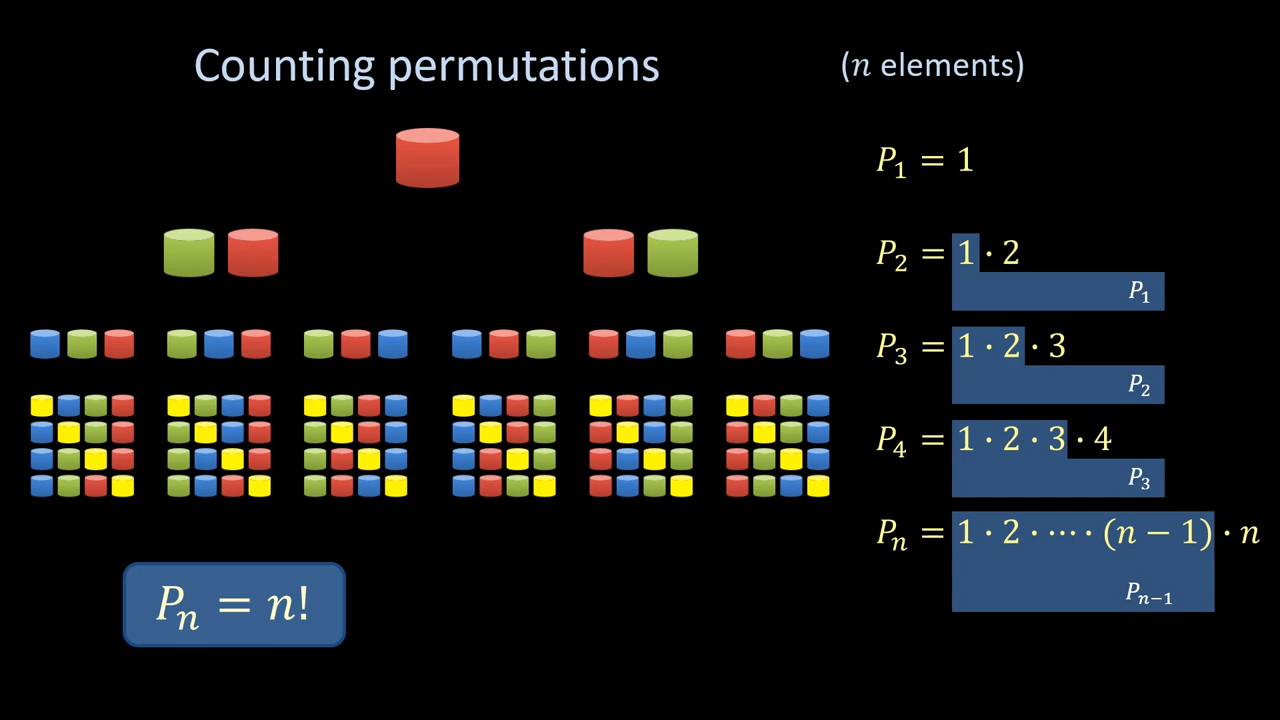 Counting permutations
(n elements)
P₁ = 1
P₂ = 1 · 2
P₁
P₃ = 1 · 2 · 3
P₂
P₄ = 1 · 2 · 3 · 4
P₃
Pₙ = 1 · 2 · ⋯ · (n − 1) · n
Pₙ₋₁
Pₙ = n!